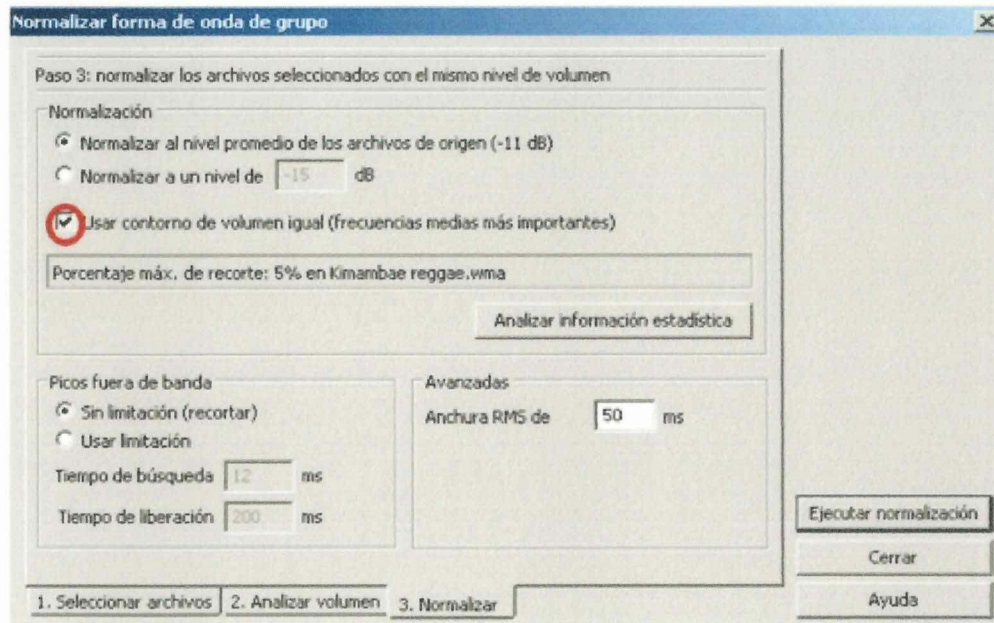 Normalizar forma de onda de grupo
Paso 3: normalizar los archivos seleccionados con el mismo nivel de volumen
Normalización
Normalizar al nivel promedio de los archivos de origen (-11 dB)
Normalizar a un nivel de -15 dB
Usar contorno de volumen igual (frecuencias medias más importantes)
Porcentaje máx. de recorte: 5% en Kimambae reggae.wma
Analizar información estadística
Picos fuera de banda
Sin limitación (recortar)
Usar limitación
Tiempo de búsqueda 12 ms
Tiempo de liberación 200 ms
Avanzadas
Anchura RMS de 50 ms
Ejecutar normalización
Cerrar
Ayuda
1. Seleccionar archivos 2. Analizar volumen 3. Normalizar